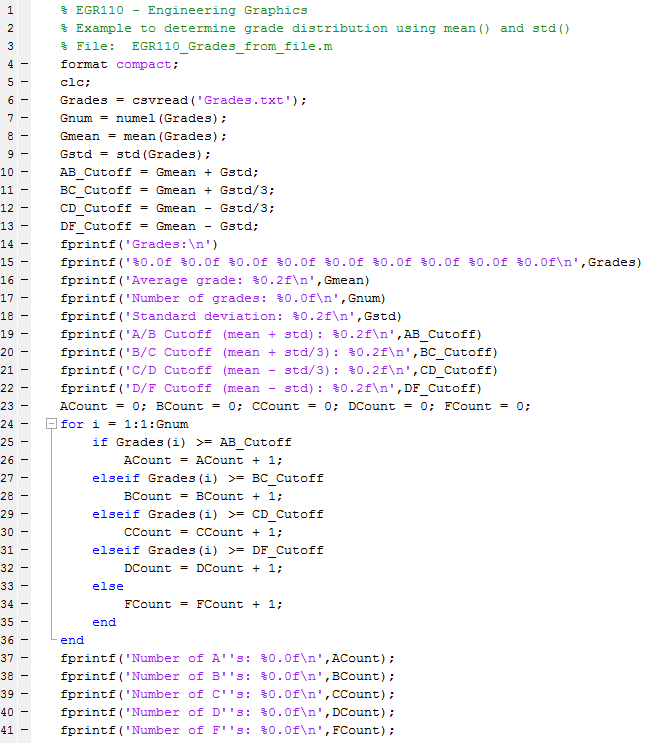 1 % EGR110 - Engineering Graphics
2 % Example to determine grade distribution using mean() and std()
3 % File:  EGR110_Grades_from_file.m
4 – format compact;
5 – clc;
6 – Grades = csvread('Grades.txt');
7 – Gnum = numel(Grades);
8 – Gmean = mean(Grades);
9 – Gstd = std(Grades);
10 – AB_Cutoff = Gmean + Gstd;
11 – BC_Cutoff = Gmean + Gstd/3;
12 – CD_Cutoff = Gmean - Gstd/3;
13 – DF_Cutoff = Gmean - Gstd;
14 – fprintf('Grades:\n')
15 – fprintf('%0.0f %0.0f %0.0f %0.0f %0.0f %0.0f %0.0f %0.0f %0.0f\n',Grades)
16 – fprintf('Average grade: %0.2f\n',Gmean)
17 – fprintf('Number of grades: %0.0f\n',Gnum)
18 – fprintf('Standard deviation: %0.2f\n',Gstd)
19 – fprintf('A/B Cutoff (mean + std): %0.2f\n',AB_Cutoff)
20 – fprintf('B/C Cutoff (mean + std/3): %0.2f\n',BC_Cutoff)
21 – fprintf('C/D Cutoff (mean - std/3): %0.2f\n',CD_Cutoff)
22 – fprintf('D/F Cutoff (mean - std): %0.2f\n',DF_Cutoff)
23 – ACount = 0; BCount = 0; CCount = 0; DCount = 0; FCount = 0;
24 – for i = 1:1:Gnum
25 –     if Grades(i) >= AB_Cutoff
26 –         ACount = ACount + 1;
27 –     elseif Grades(i) >= BC_Cutoff
28 –         BCount = BCount + 1;
29 –     elseif Grades(i) >= CD_Cutoff
30 –         CCount = CCount + 1;
31 –     elseif Grades(i) >= DF_Cutoff
32 –         DCount = DCount + 1;
33 –     else
34 –         FCount = FCount + 1;
35 –     end
36 – end
37 – fprintf('Number of A''s: %0.0f\n',ACount);
38 – fprintf('Number of B''s: %0.0f\n',BCount);
39 – fprintf('Number of C''s: %0.0f\n',CCount);
40 – fprintf('Number of D''s: %0.0f\n',DCount);
41 – fprintf('Number of F''s: %0.0f\n',FCount);